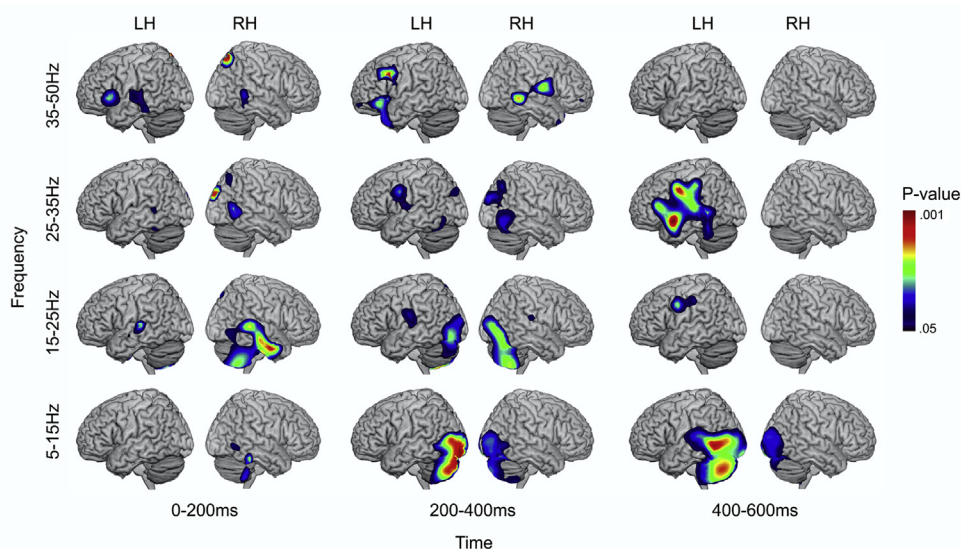 LH RH LH RH LH RH
35-50Hz
25-35Hz
15-25Hz
5-15Hz
Frequency
P-value
.001
.05
0-200ms 200-400ms 400-600ms
Time